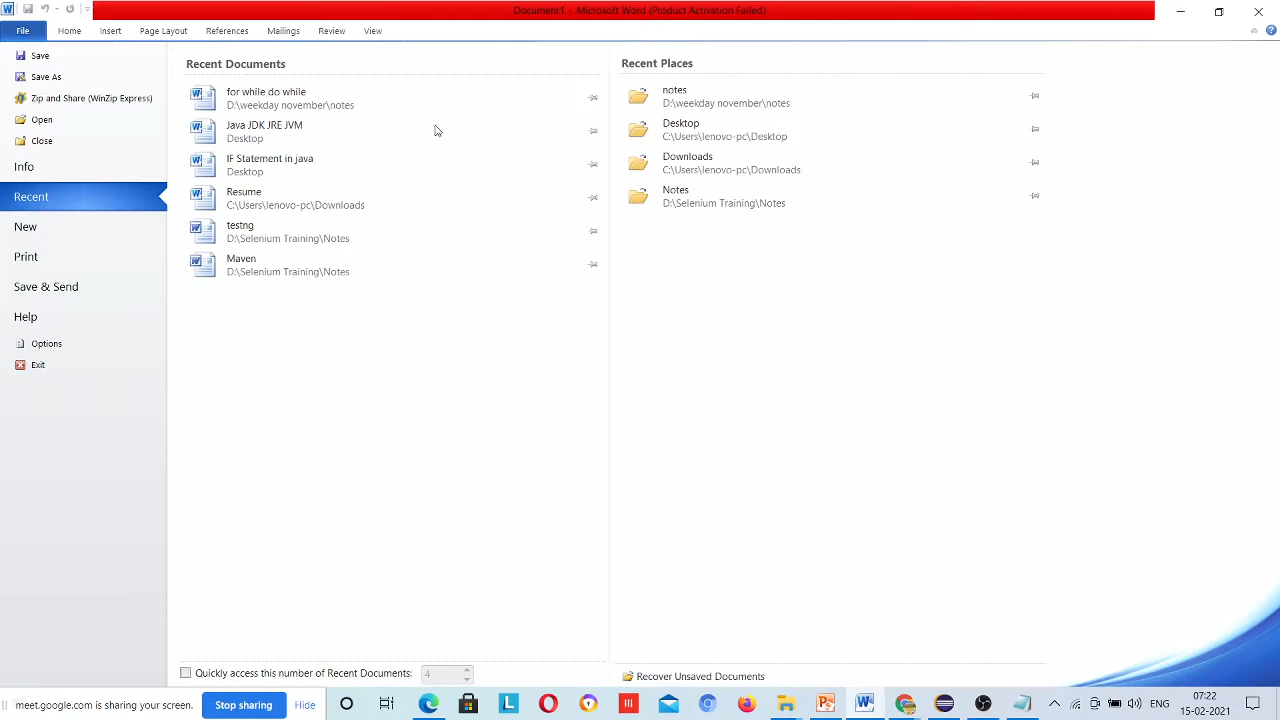 Document1 - Microsoft Word (Product Activation Failed)
File Home Insert Page Layout References Mailings Review View
Save
Save As
Zip and Share (WinZip Express)
Open
Close
Info
Recent
New
Print
Save & Send
Help
Options
Exit
Recent Documents
for while do while
D:\weekday november\notes
Java JDK JRE JVM
Desktop
IF Statement in java
Desktop
Resume
C:\Users\lenovo-pc\Downloads
testng
D:\Selenium Training\Notes
Maven
D:\Selenium Training\Notes
Quickly access this number of Recent Documents: 4
Recent Places
notes
D:\weekday november\notes
Desktop
C:\Users\lenovo-pc\Desktop
Downloads
C:\Users\lenovo-pc\Downloads
Notes
D:\Selenium Training\Notes
Recover Unsaved Documents
meet.google.com is sharing your screen. Stop sharing Hide
ENG 07:22
15-02-2021